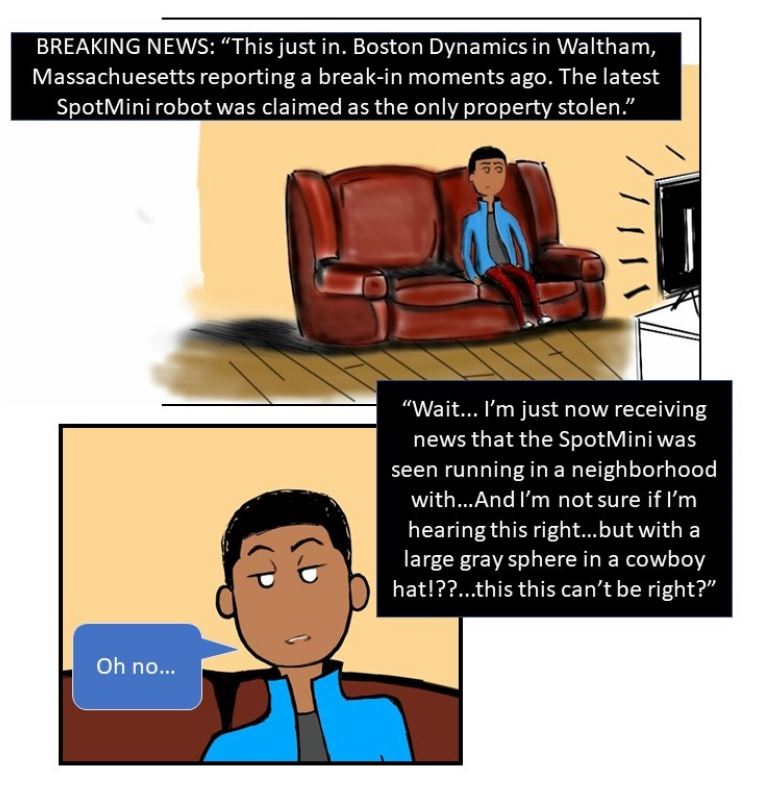 BREAKING NEWS: “This just in. Boston Dynamics in Waltham,
Massachuesetts reporting a break-in moments ago. The latest
SpotMini robot was claimed as the only property stolen.”
“Wait... I’m just now receiving
news that the SpotMini was
seen running in a neighborhood
with...And I’m not sure if I’m
hearing this right...but with a
large gray sphere in a cowboy
hat!??...this this can’t be right?”
Oh no...